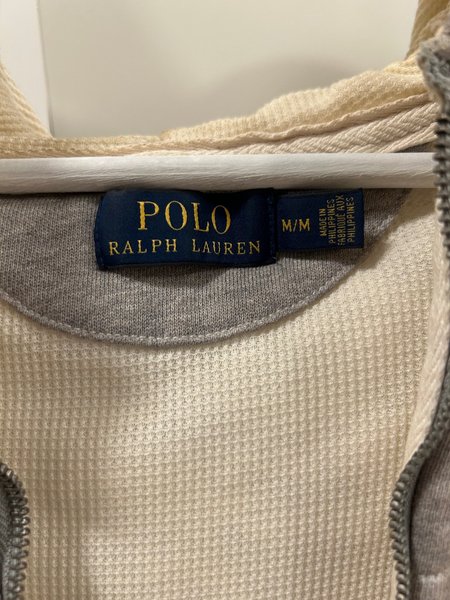 POLO
RALPH LAUREN
M/M
MADE IN
PHILIPPINES
FABRIQUÉ AUX
PHILIPPINES